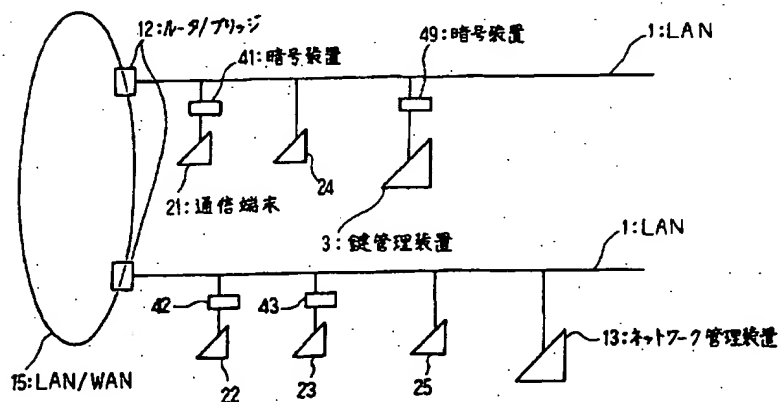 12:ルータ/ブリッジ
41:暗号装置
49:暗号装置
1:LAN
21:通信端末
24
3:鍵管理装置
1:LAN
42
43
15:LAN/WAN
22
23
25
13:ネットワーク管理装置